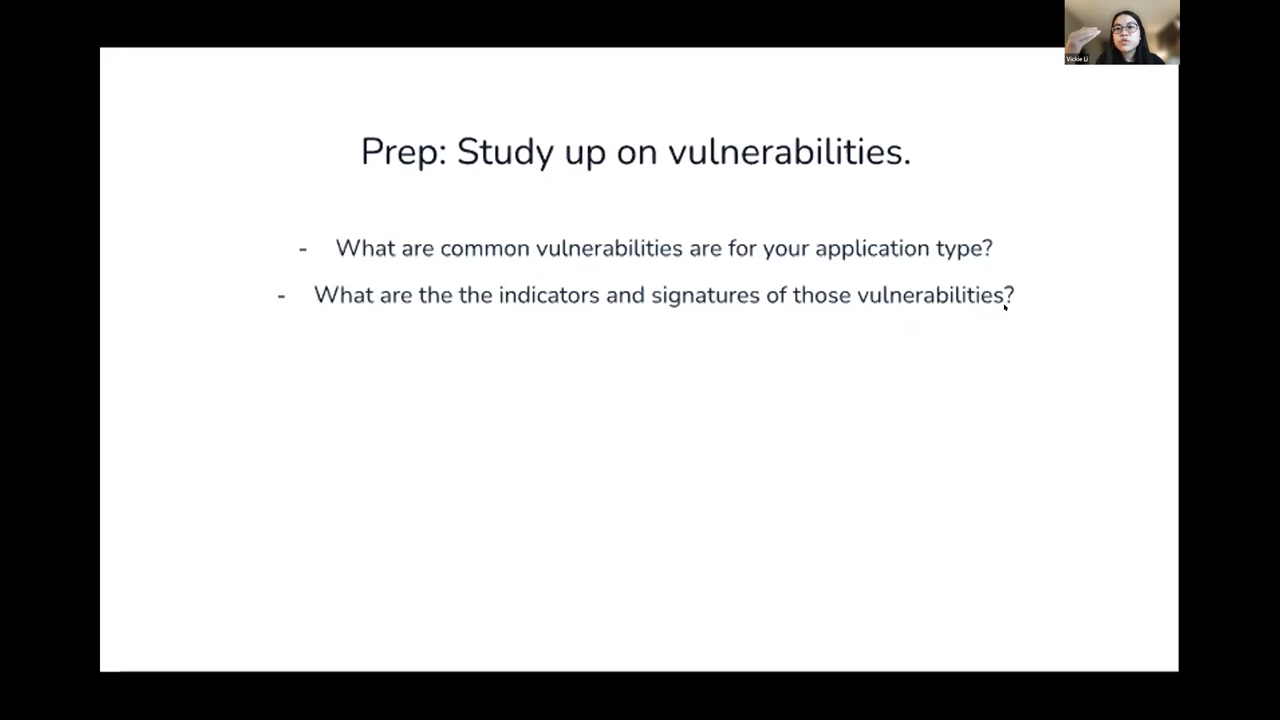 Vickie Li
Prep: Study up on vulnerabilities.
- What are common vulnerabilities are for your application type?
- What are the the indicators and signatures of those vulnerabilities?